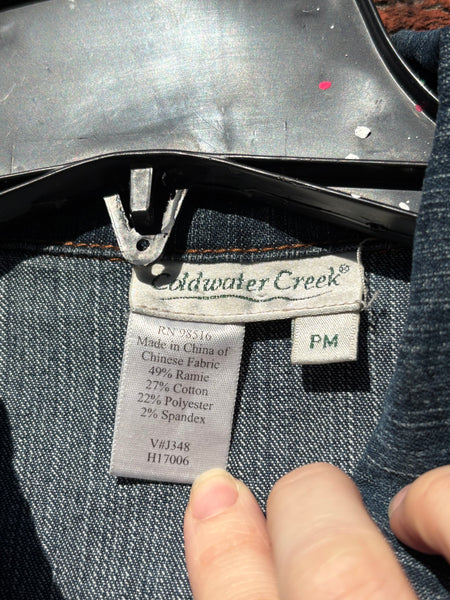 Coldwater Creek®
PM
RN 98516
Made in China of
Chinese Fabric
49% Ramie
27% Cotton
22% Polyester
2% Spandex
V#J348
H17006